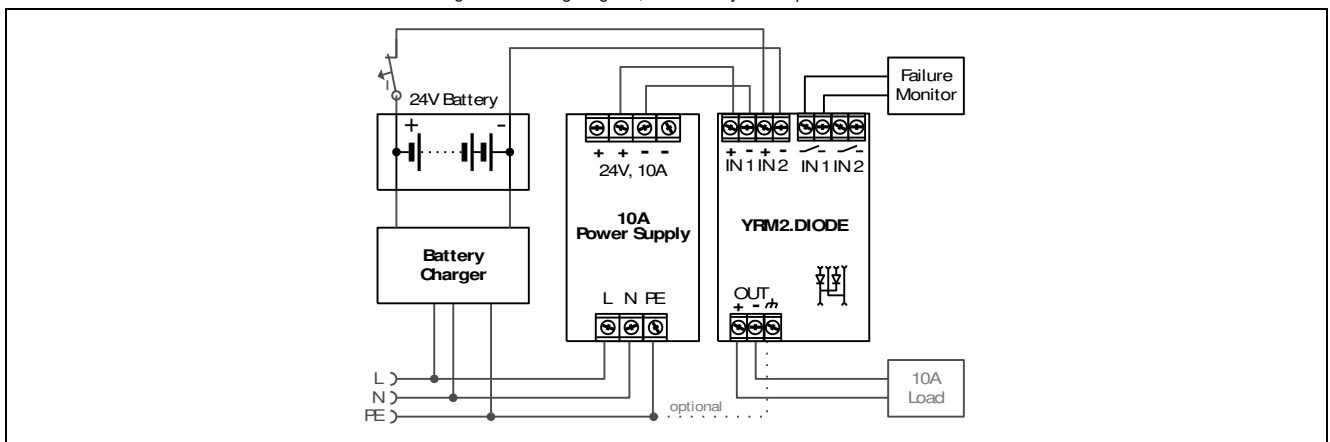 Failure
Monitor
24V Battery
+ -
+ + - -
24V, 10A
+ - + -
IN 1 IN 2 IN 1 IN 2
10A
Power Supply
YRM2.DIODE
Battery
Charger
L N PE
OUT
+ -
L
N
PE
optional
10A
Load